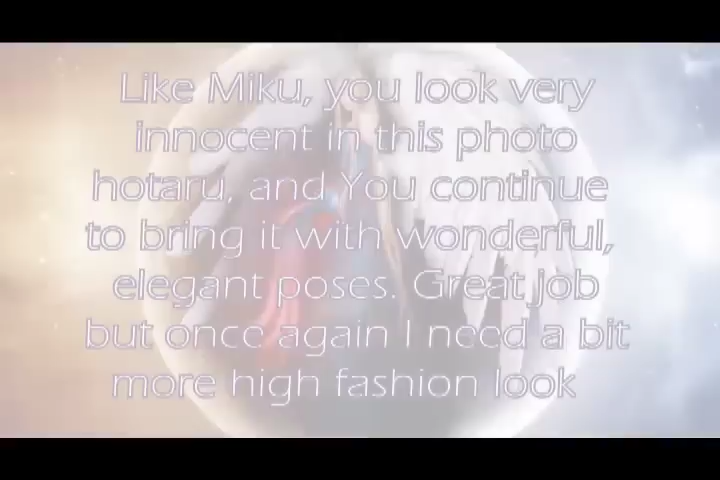 Like Miku, you look very
innocent in this photo
hotaru, and You continue
to bring it with wonderful,
elegant poses. Great job
but once again I need a bit
more high fashion look